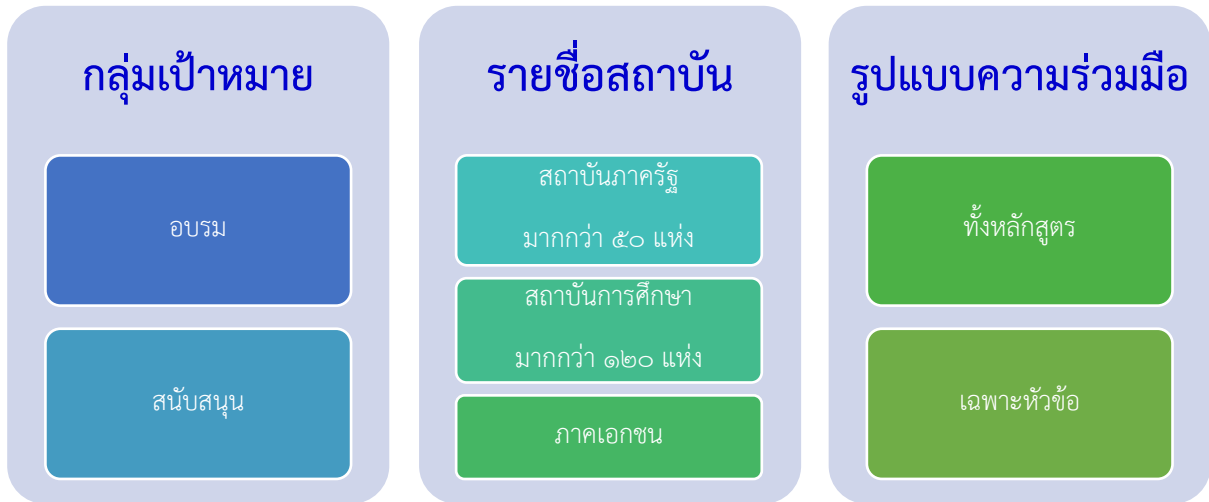 กลุ่มเป้าหมาย
อบรม
สนับสนุน
รายชื่อสถาบัน
สถาบันภาครัฐ
มากกว่า ๕๐ แห่ง
สถาบันการศึกษา
มากกว่า ๑๒๐ แห่ง
ภาคเอกชน
รูปแบบความร่วมมือ
ทั้งหลักสูตร
เฉพาะหัวข้อ